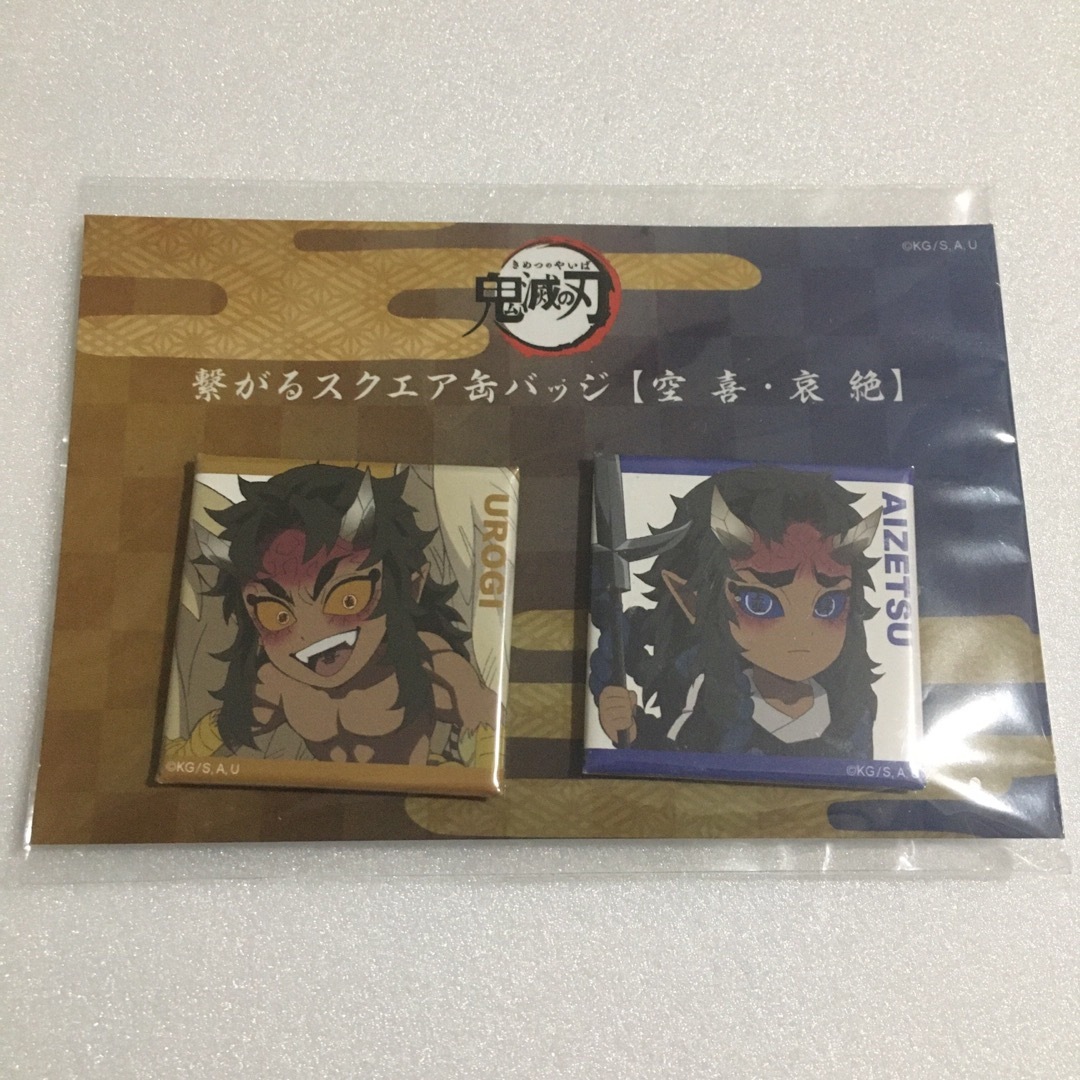 ©KG/S,A,U
きめつのやいば
鬼滅の刃
繋がるスクエア缶バッジ【空 喜・哀 絶】
UROGI
©KG/S,A,U
AIZETSU
©KG/S,A,U